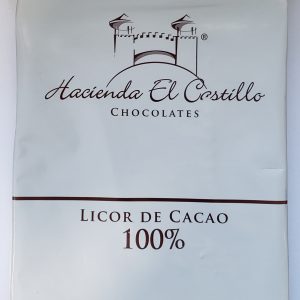 ®
Hacienda El Castillo
CHOCOLATES
LICOR DE CACAO
100%